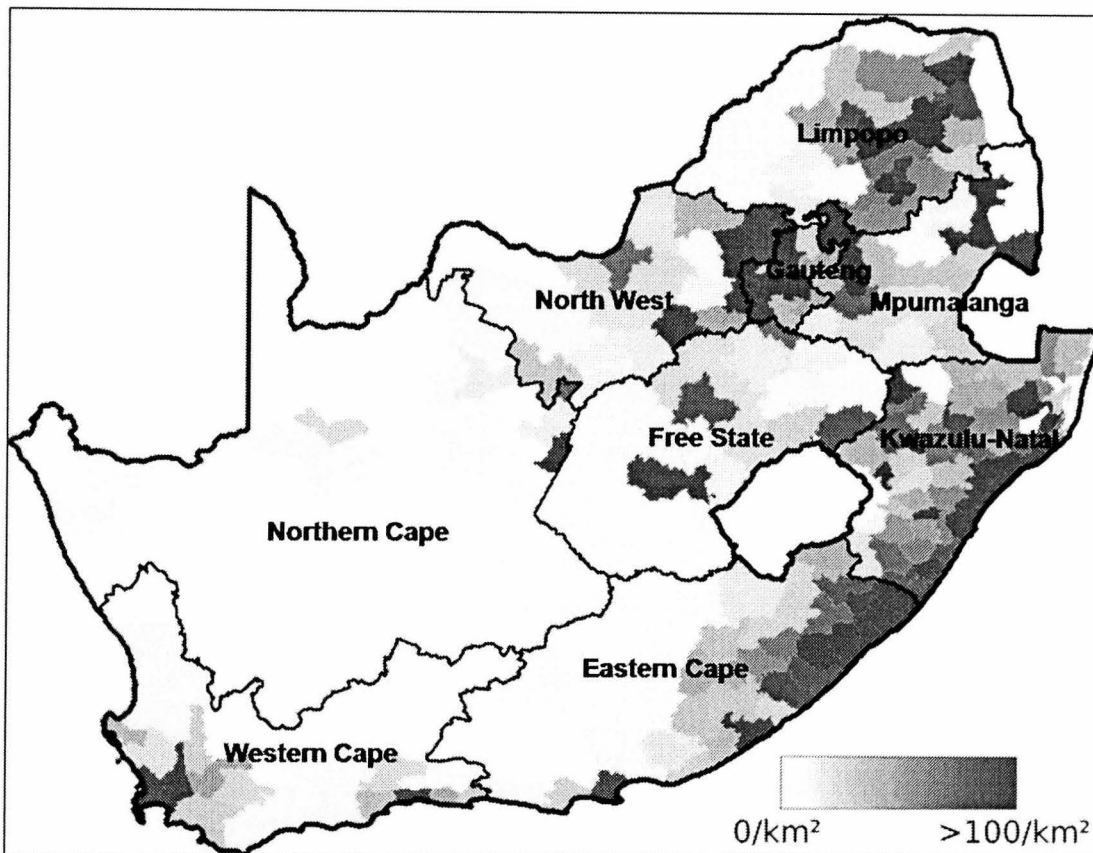 Limpopo
Gauteng
North West
Mpumalanga
Free State
Kwazulu-Natal
Northern Cape
Eastern Cape
Western Cape
0/km² >100/km²